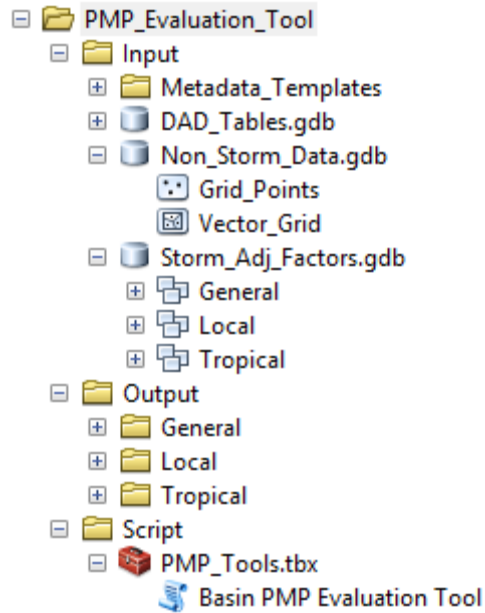 PMP_Evaluation_Tool
Input
Metadata_Templates
DAD_Tables.gdb
Non_Storm_Data.gdb
Grid_Points
Vector_Grid
Storm_Adj_Factors.gdb
General
Local
Tropical
Output
General
Local
Tropical
Script
PMP_Tools.tbx
Basin PMP Evaluation Tool